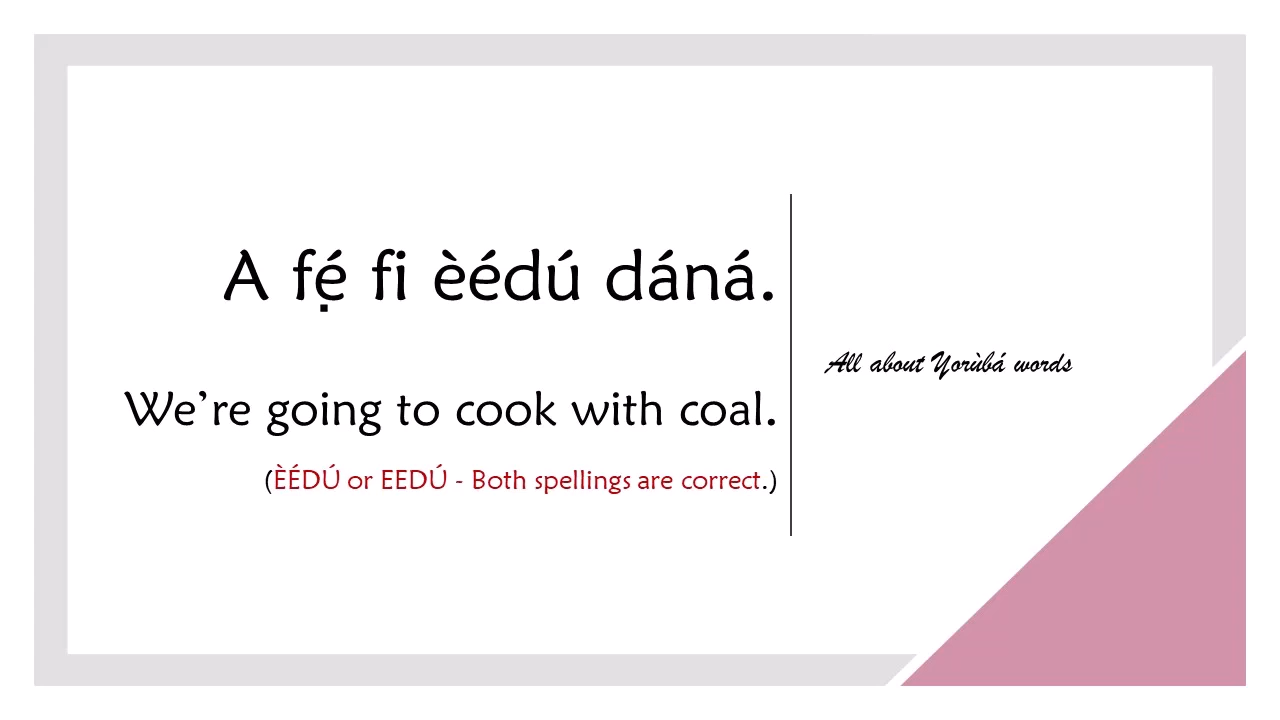 A fẹ́ fi èédú dáná.
We’re going to cook with coal.
(ÈÉDÚ or EEDÚ - Both spellings are correct.)
All about Yorùbá words